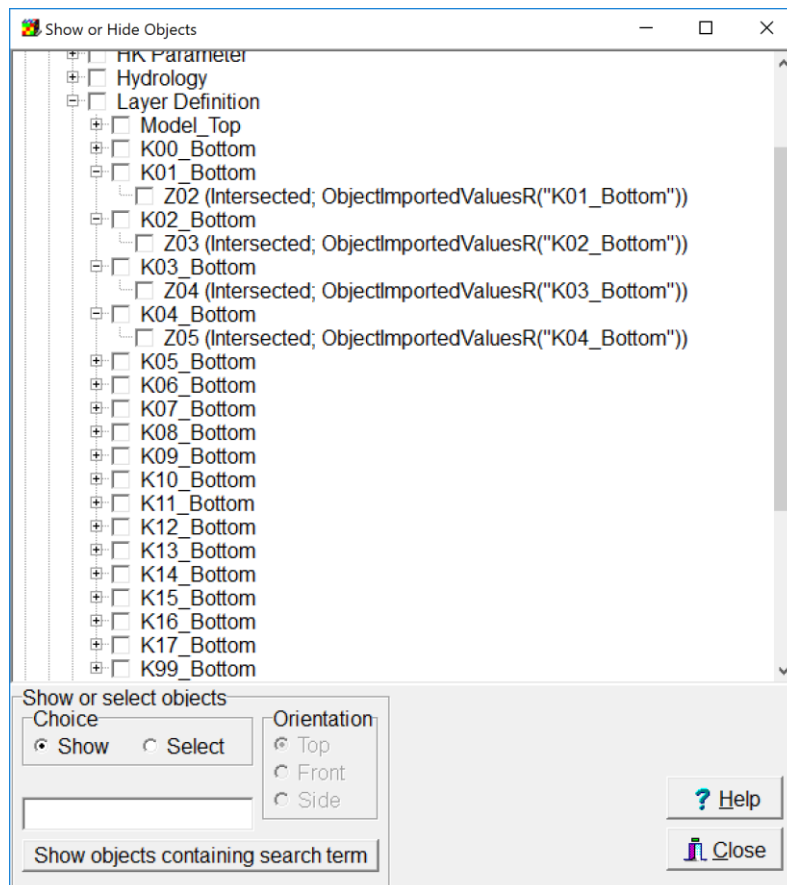 Show or Hide Objects
HK Parameter
Hydrology
Layer Definition
Model_Top
K00_Bottom
K01_Bottom
Z02 (Intersected; ObjectImportedValuesR("K01_Bottom"))
K02_Bottom
Z03 (Intersected; ObjectImportedValuesR("K02_Bottom"))
K03_Bottom
Z04 (Intersected; ObjectImportedValuesR("K03_Bottom"))
K04_Bottom
Z05 (Intersected; ObjectImportedValuesR("K04_Bottom"))
K05_Bottom
K06_Bottom
K07_Bottom
K08_Bottom
K09_Bottom
K10_Bottom
K11_Bottom
K12_Bottom
K13_Bottom
K14_Bottom
K15_Bottom
K16_Bottom
K17_Bottom
K99_Bottom
Show or select objects
Choice
Show Select
Orientation
Top
Front
Side
Show objects containing search term
? Help
Close